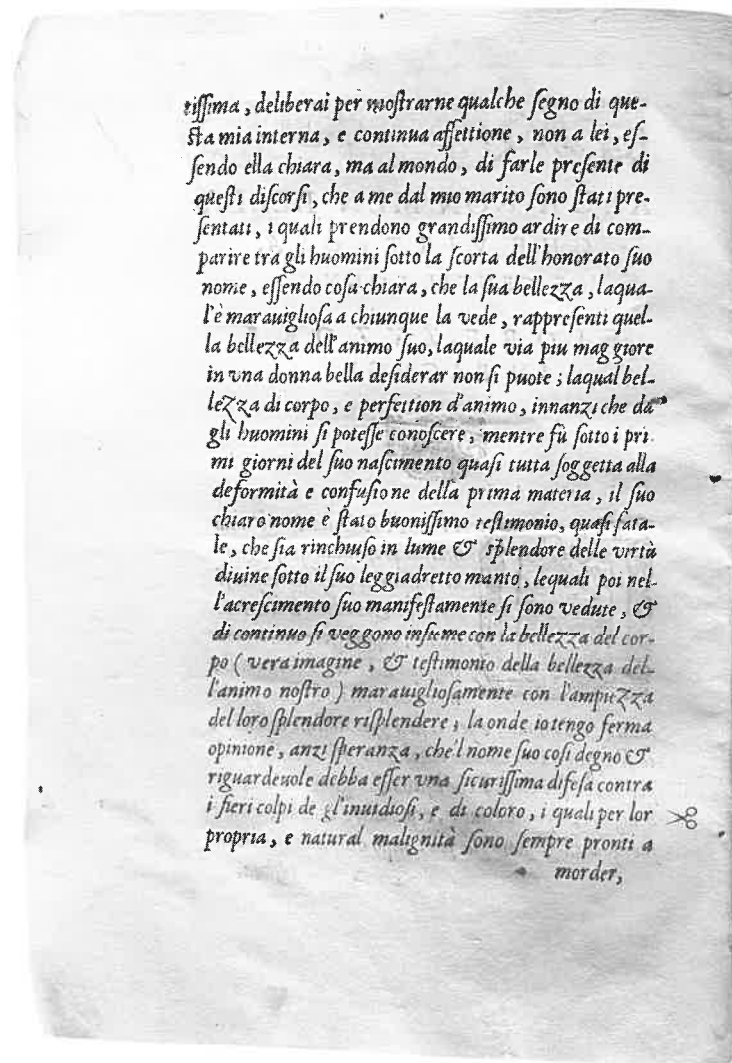 tissima, deliberai per mostrarne qualche segno di que-
sta mia interna, e continua affettione, non a lei, es-
sendo ella chiara, ma al mondo, di farle presente di
questi discorsi, che a me dal mio marito sono stati pre-
sentati, i quali prendono grandissimo ardire di com-
parire tra gli huomini sotto la scorta dell'honorato suo
nome, essendo cosa chiara, che la sua bellezza, laqua-
l'è marauigliosa a chiunque la vede, rappresenti quel-
la bellezza dell'animo suo, laquale via piu maggiore
in vna donna bella desiderar non si puote; laqual bel-
lezza di corpo, e perfettion d'animo, innanzi che da
gli huomini si potesse conoscere, mentre fù sotto i pri
mi giorni del suo nascimento quasi tutta soggetta alla
deformità e confusione della prima materia, il suo
chiaro nome è stato buonissimo testimonio, quasi fata-
le, che sia rinchiuso in lume & splendore delle virtù
diuine sotto il suo leggiadretto manto, lequali poi nel-
l'acrescimento suo manifestamente si sono vedute, &
di continuo si veggono insieme con la bellezza del cor-
po (vera imagine, & testimonio della bellezza del-
l'animo nostro) marauigliosamente con l'ampiezza
del loro splendore risplendere; la onde io tengo ferma
opinione, anzi speranza, che'l nome suo cosi degno &
riguardeuole debba esser vna sicurissima difesa contra
i fieri colpi de gl'inuidiosi, e di coloro, i quali per lor
propria, e natural malignità sono sempre pronti a
morder,